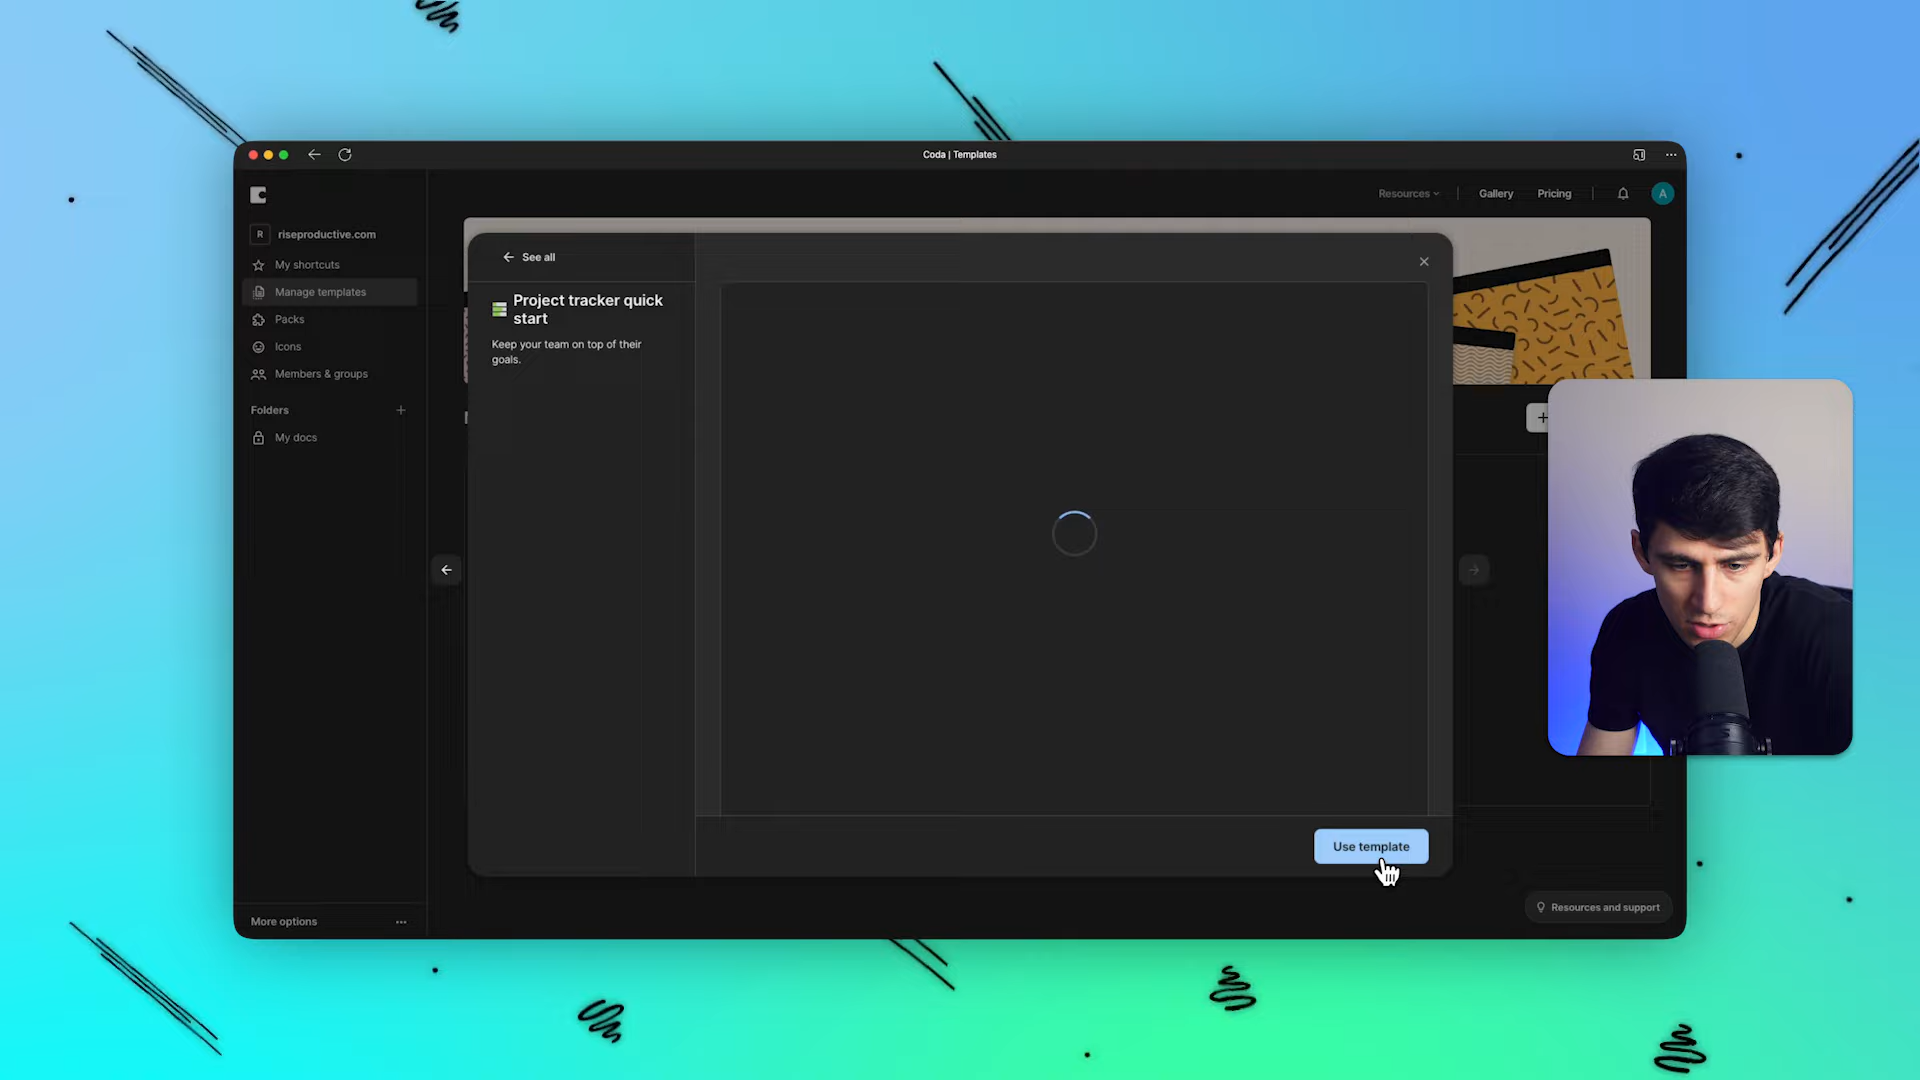 Coda | Templates
Resources
Gallery
Pricing
A
R
riseproductive.com
My shortcuts
Manage templates
Packs
Icons
Members & groups
Folders
My docs
More options
See all
Project tracker quick
start
Keep your team on top of their
goals.
Use template
Resources and support